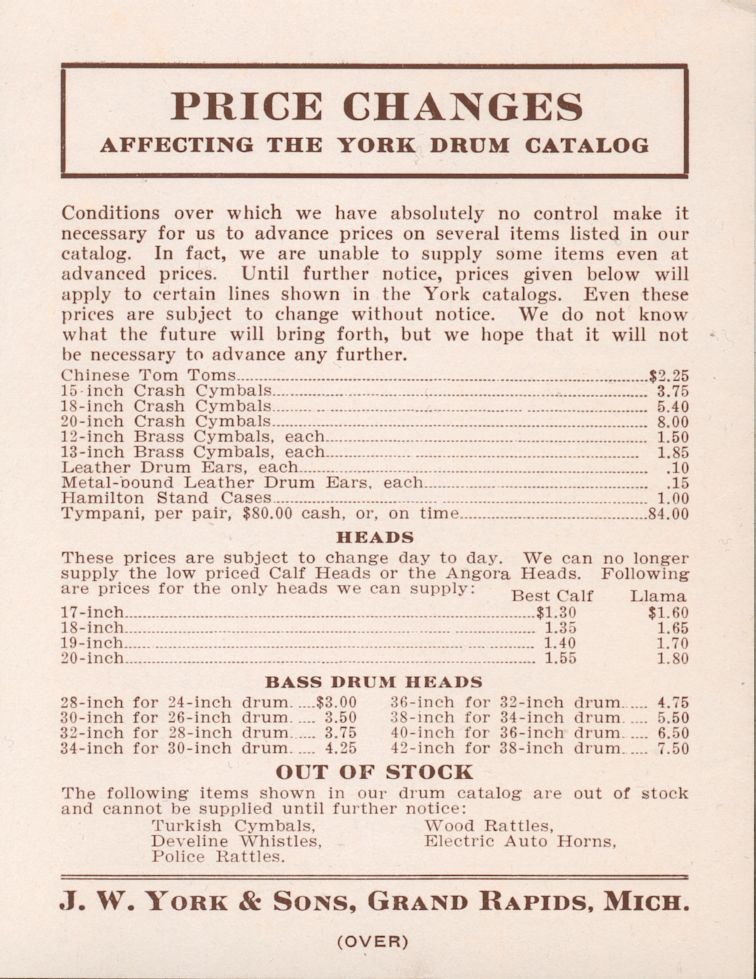 PRICE CHANGES
AFFECTING THE YORK DRUM CATALOG
Conditions over which we have absolutely no control make it
necessary for us to advance prices on several items listed in our
catalog. In fact, we are unable to supply some items even at
advanced prices. Until further notice, prices given below will
apply to certain lines shown in the York catalogs. Even these
prices are subject to change without notice. We do not know
what the future will bring forth, but we hope that it will not
be necessary to advance any further.
Chinese Tom Toms $2.25
15-inch Crash Cymbals 3.75
18-inch Crash Cymbals 5.40
20-inch Crash Cymbals 8.00
12-inch Brass Cymbals, each 1.50
13-inch Brass Cymbals, each 1.85
Leather Drum Ears, each .10
Metal-bound Leather Drum Ears, each .15
Hamilton Stand Cases 1.00
Tympani, per pair, $80.00 cash, or, on time 84.00
HEADS
These prices are subject to change day to day. We can no longer
supply the low priced Calf Heads or the Angora Heads. Following
are prices for the only heads we can supply:
Best Calf Llama
17-inch $1.30 $1.60
18-inch 1.35 1.65
19-inch 1.40 1.70
20-inch 1.55 1.80
BASS DRUM HEADS
28-inch for 24-inch drum $3.00 36-inch for 32-inch drum 4.75
30-inch for 26-inch drum 3.50 38-inch for 34-inch drum 5.50
32-inch for 28-inch drum 3.75 40-inch for 36-inch drum 6.50
34-inch for 30-inch drum 4.25 42-inch for 38-inch drum 7.50
OUT OF STOCK
The following items shown in our drum catalog are out of stock
and cannot be supplied until further notice:
Turkish Cymbals, Wood Rattles,
Develine Whistles, Electric Auto Horns,
Police Rattles.
J. W. YORK & SONS, GRAND RAPIDS, MICH.
(OVER)